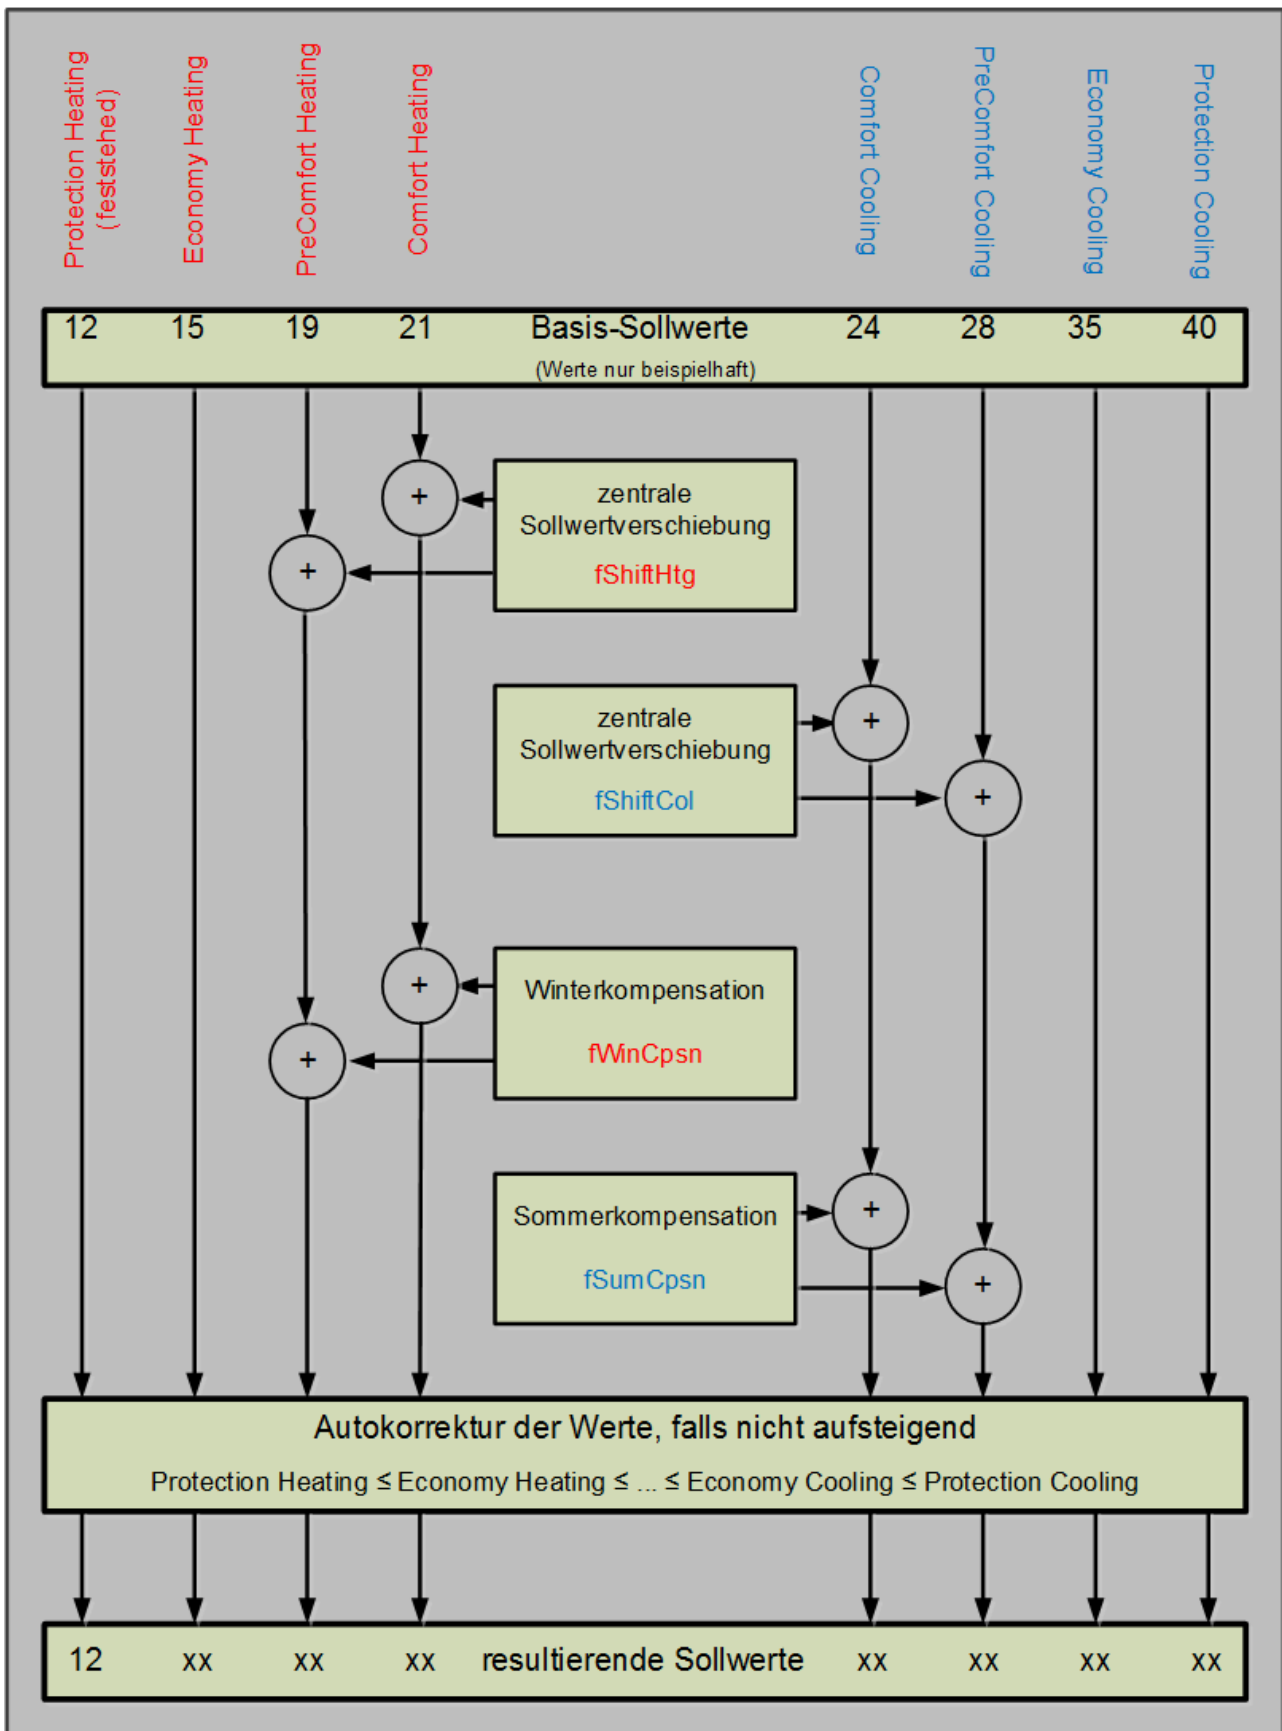 Protection Heating
(feststehed)
Economy Heating
PreComfort Heating
Comfort Heating
Comfort Cooling
PreComfort Cooling
Economy Cooling
Protection Cooling
12 15 19 21 Basis-Sollwerte 24 28 35 40
(Werte nur beispielhaft)
+
zentrale
Sollwertverschiebung
+
fShiftHtg
zentrale
+
Sollwertverschiebung
fShiftCol
+
+
Winterkompensation
+
fWinCpsn
Sommerkompensation
+
fSumCpsn
+
Autokorrektur der Werte, falls nicht aufsteigend
Protection Heating ≤ Economy Heating ≤ ... ≤ Economy Cooling ≤ Protection Cooling
12 xx xx xx resultierende Sollwerte xx xx xx xx